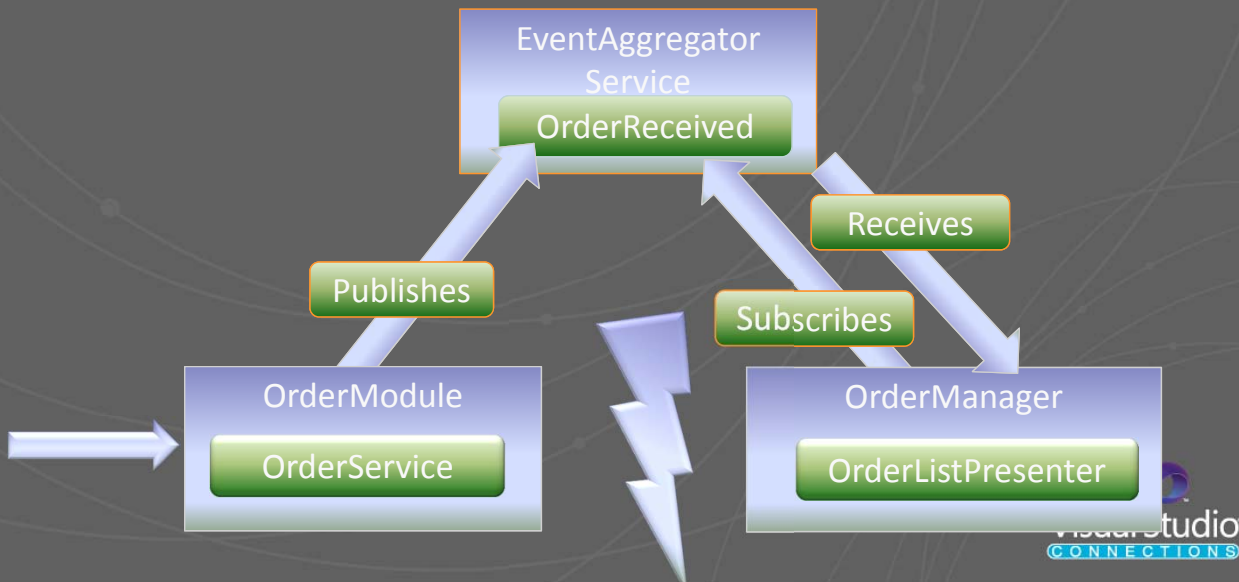 EventAggregator
Service
OrderReceived
Receives
Publishes
Subscribes
OrderModule
OrderService
OrderManager
OrderListPresenter
CONNECTIONS